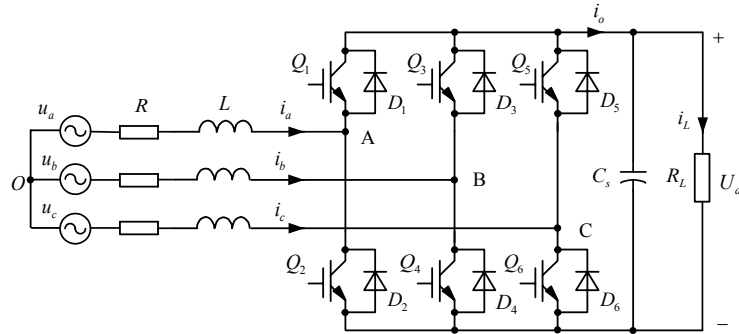 i_o
+
Q_1
Q_3
Q_5
u_a
R
L
i_a
D_1
D_3
D_5
A
i_L
u_b
i_b
O
B
C_s
R_L
U_d
u_c
i_c
C
Q_2
Q_4
Q_6
D_2
D_4
D_6
−